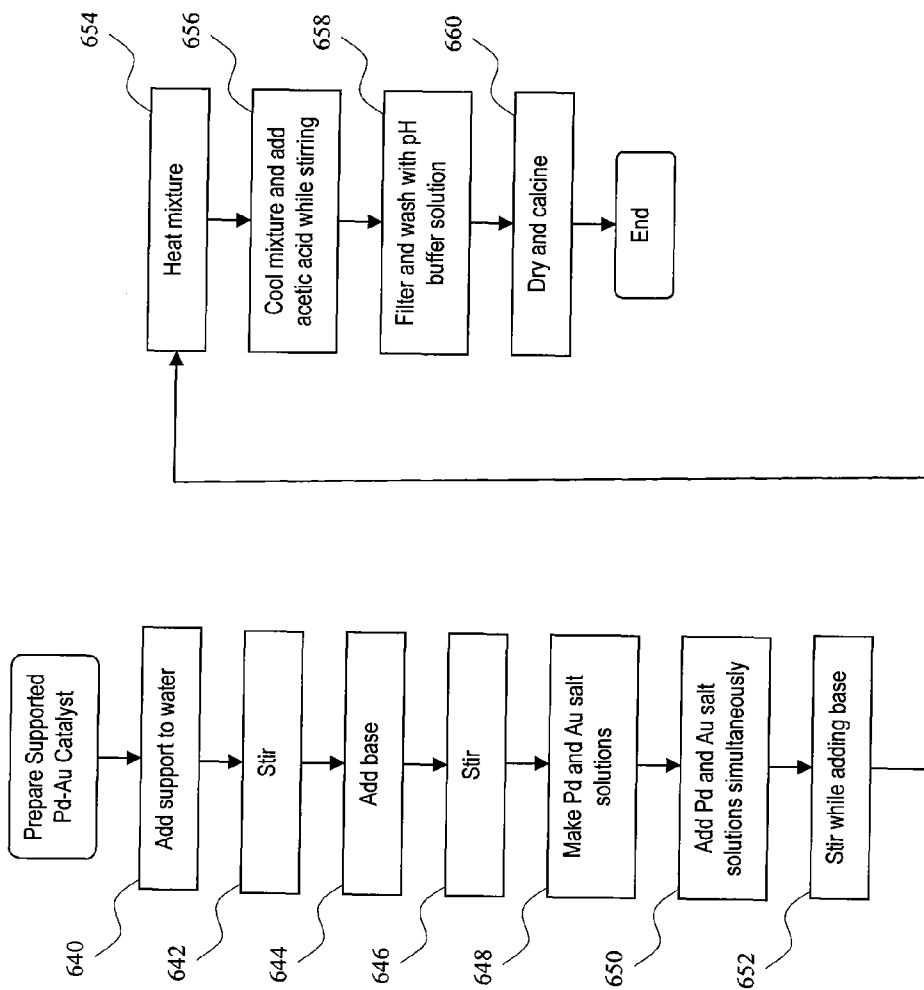 Prepare Supported
Pd-Au Catalyst
640
Add support to water
642
Stir
644
Add base
646
Stir
648
Make Pd and Au salt
solutions
650
Add Pd and Au salt
solutions simultaneously
652
Stir while adding base
654
Heat mixture
656
Cool mixture and add
acetic acid while stirring
658
Filter and wash with pH
buffer solution
660
Dry and calcine
End